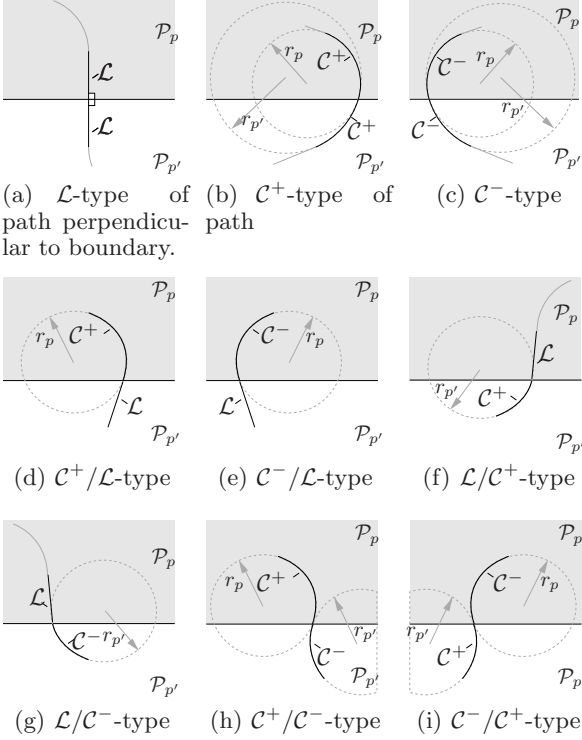 𝒫p
ℒ
ℒ
𝒫p′
(a) ℒ-type of
path perpendicu-
lar to boundary.
𝒫p
rp
𝒞+
rp′
𝒞+
𝒫p′
(b) 𝒞+-type of
path
𝒫p
𝒞−
rp
rp′
𝒞−
𝒫p′
(c) 𝒞−-type
𝒫p
rp
𝒞+
ℒ
𝒫p′
(d) 𝒞+/ℒ-type
𝒫p
𝒞−
rp
ℒ
𝒫p′
(e) 𝒞−/ℒ-type
𝒫p
ℒ
rp′
𝒞+
𝒫p′
(f) ℒ/𝒞+-type
𝒫p
ℒ
𝒞−
rp′
𝒫p′
(g) ℒ/𝒞−-type
𝒫p
rp
𝒞+
rp′
𝒞−
𝒫p′
(h) 𝒞+/𝒞−-type
𝒫p
𝒞−
rp
rp′
𝒞+
𝒫p
(i) 𝒞−/𝒞+-type